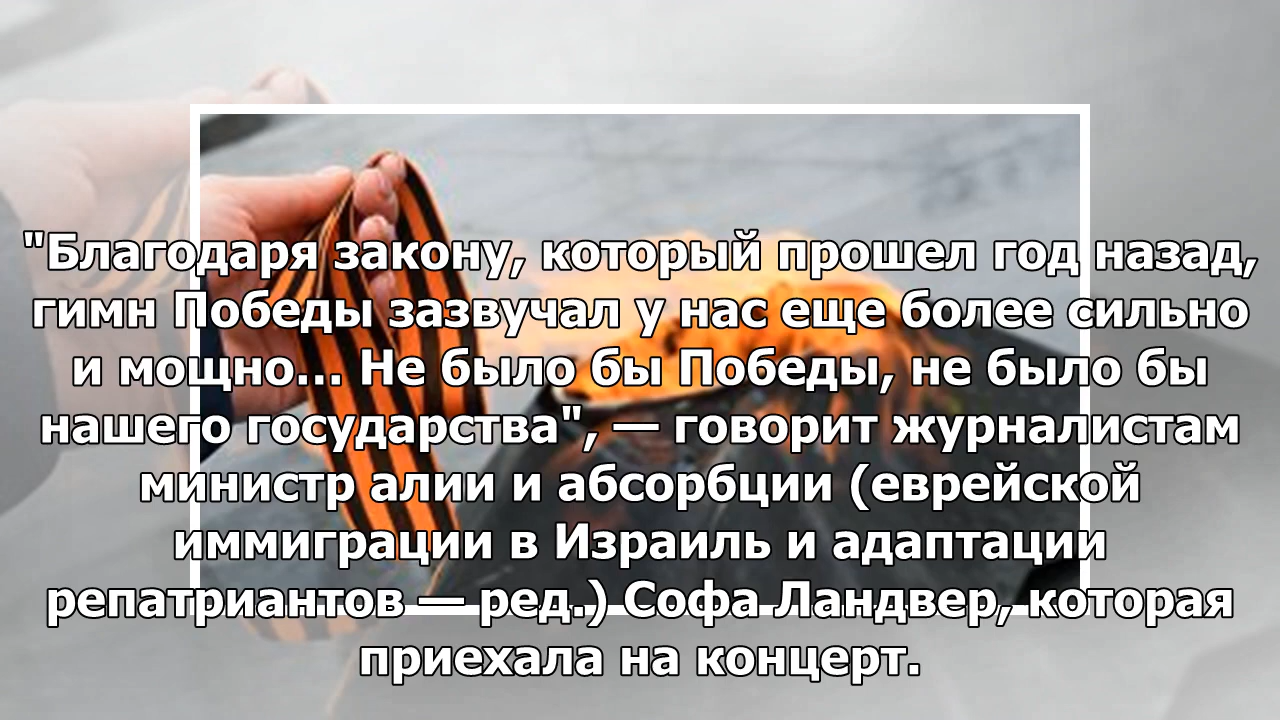 "Благодаря закону, который прошел год назад,
гимн Победы зазвучал у нас еще более сильно
и мощно... Не было бы Победы, не было бы
нашего государства", — говорит журналистам
министр алии и абсорбции (еврейской
иммиграции в Израиль и адаптации
репатриантов — ред.) Софа Ландвер, которая
приехала на концерт.